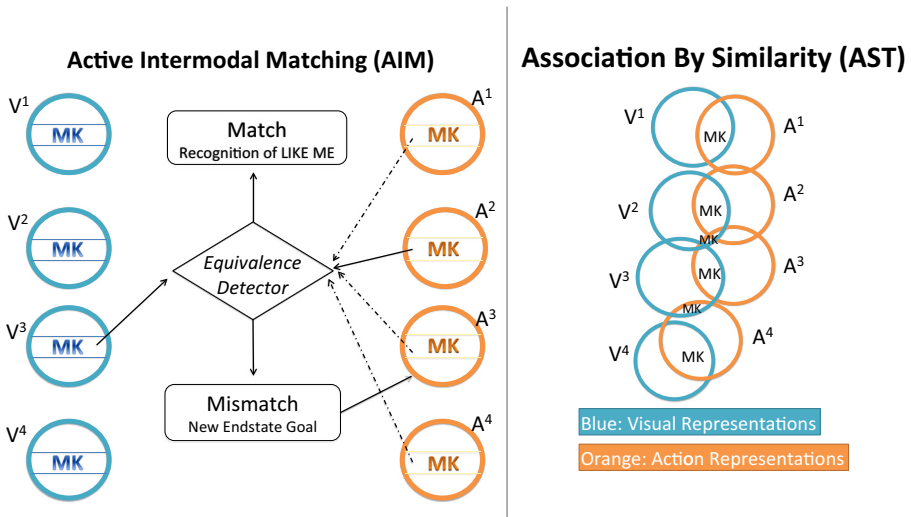 Active Intermodal Matching (AIM)
V¹
MK
V²
MK
V³
MK
V⁴
MK
Match
Recognition of LIKE ME
Equivalence
Detector
Mismatch
New Endstate Goal
A¹
MK
A²
MK
A³
MK
A⁴
MK
Association By Similarity (AST)
V¹
MK
A¹
V²
MK
A²
MK
V³
MK
A³
MK
V⁴
MK
A⁴
Blue: Visual Representations
Orange: Action Representations